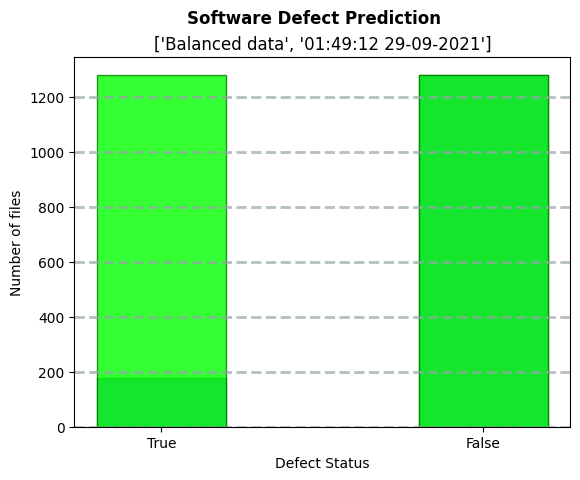 Software Defect Prediction
['Balanced data', '01:49:12 29-09-2021']
Number of files
1200
1000
800
600
400
200
0
True False
Defect Status